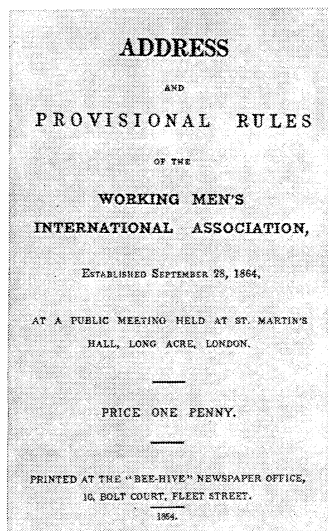 ADDRESS
AND
PROVISIONAL RULES
OF THE
WORKING MEN'S
INTERNATIONAL ASSOCIATION,
ESTABLISHED SEPTEMBER 28, 1864,
AT A PUBLIC MEETING HELD AT ST. MARTIN'S
HALL, LONG ACRE, LONDON.
PRICE ONE PENNY.
PRINTED AT THE "BEE-HIVE" NEWSPAPER OFFICE,
10, BOLT COURT, FLEET STREET.
1864.